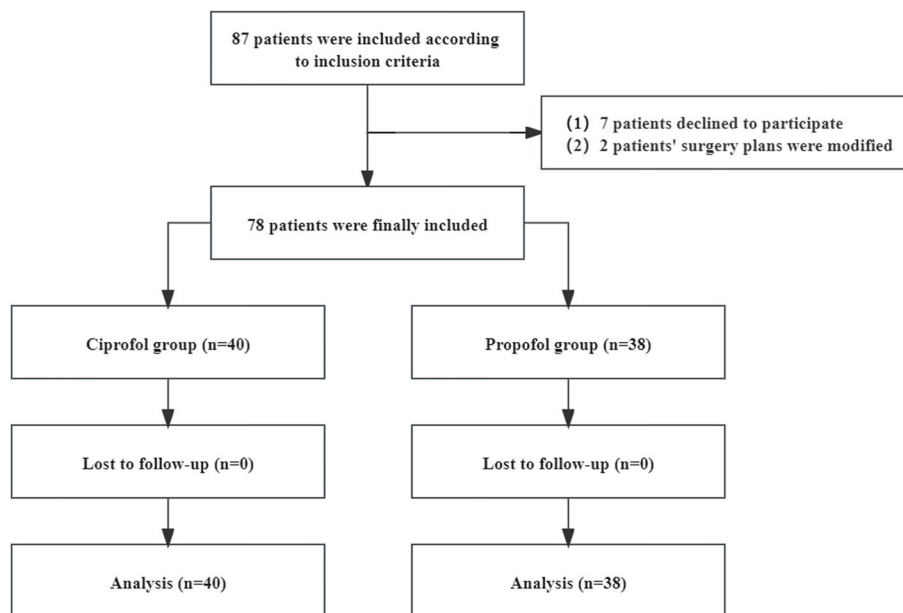 87 patients were included according
to inclusion criteria
(1) 7 patients declined to participate
(2) 2 patients' surgery plans were modified
78 patients were finally included
Ciprofol group (n=40)
Propofol group (n=38)
Lost to follow-up (n=0)
Lost to follow-up (n=0)
Analysis (n=40)
Analysis (n=38)